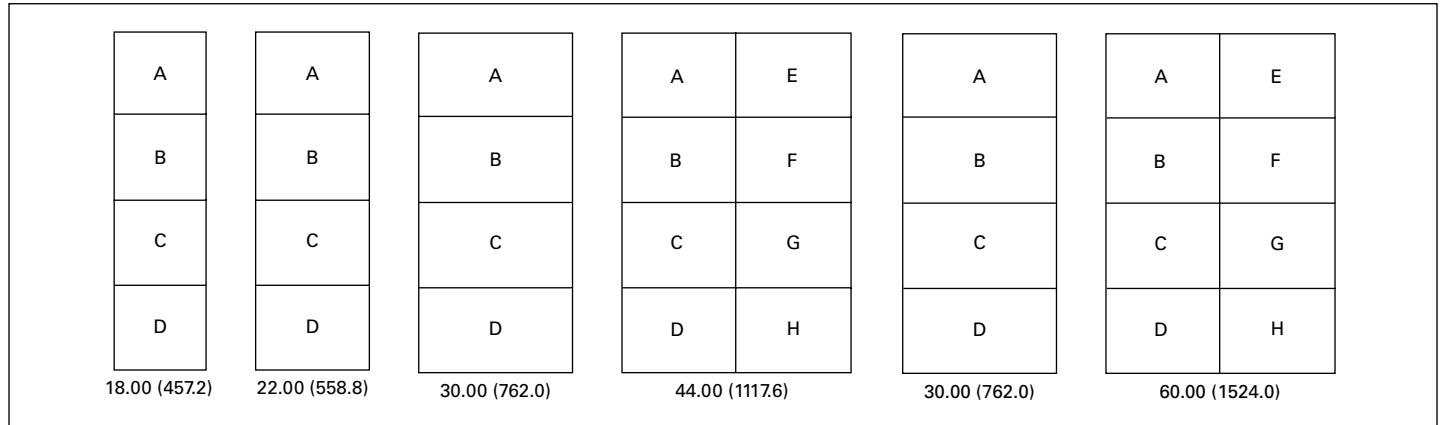 A A A A E A A E
B B B B F B B F
C C C C G C C G
D D D D H D D H
18.00 (457.2) 22.00 (558.8) 30.00 (762.0) 44.00 (1117.6) 30.00 (762.0) 60.00 (1524.0)